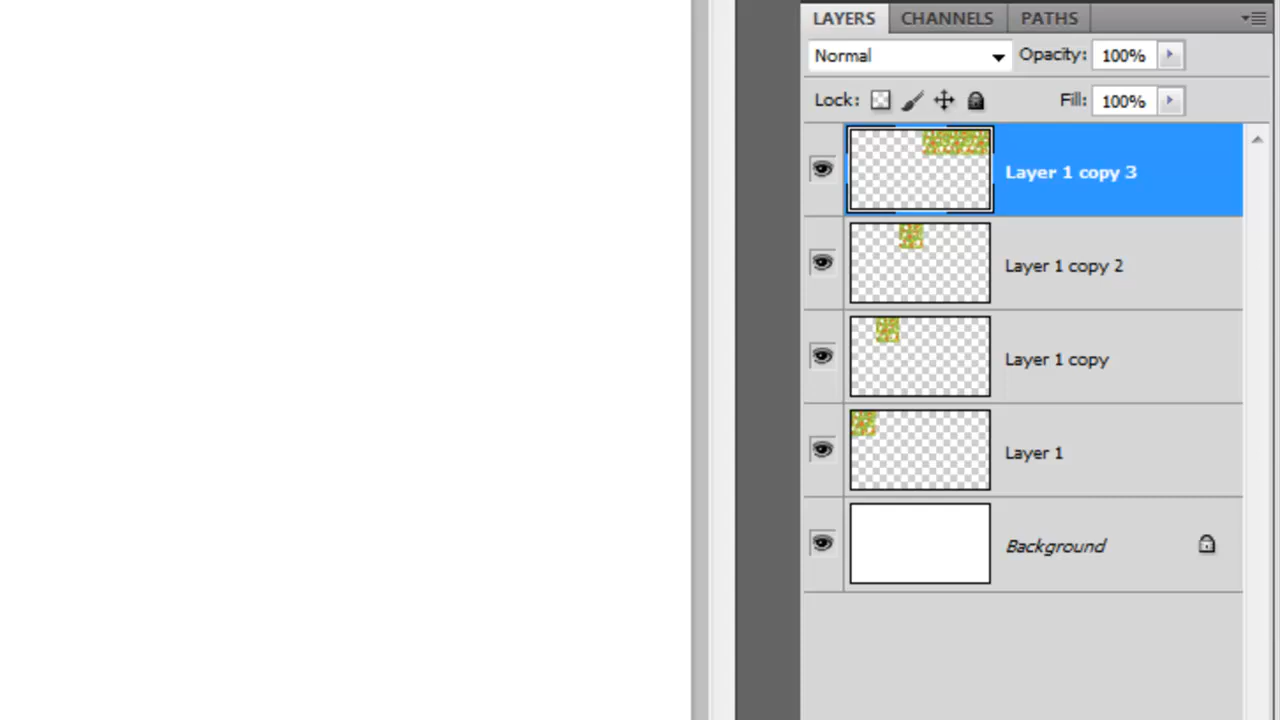 LAYERS CHANNELS PATHS
Normal Opacity: 100%
Lock: Fill: 100%
Layer 1 copy 3
Layer 1 copy 2
Layer 1 copy
Layer 1
Background